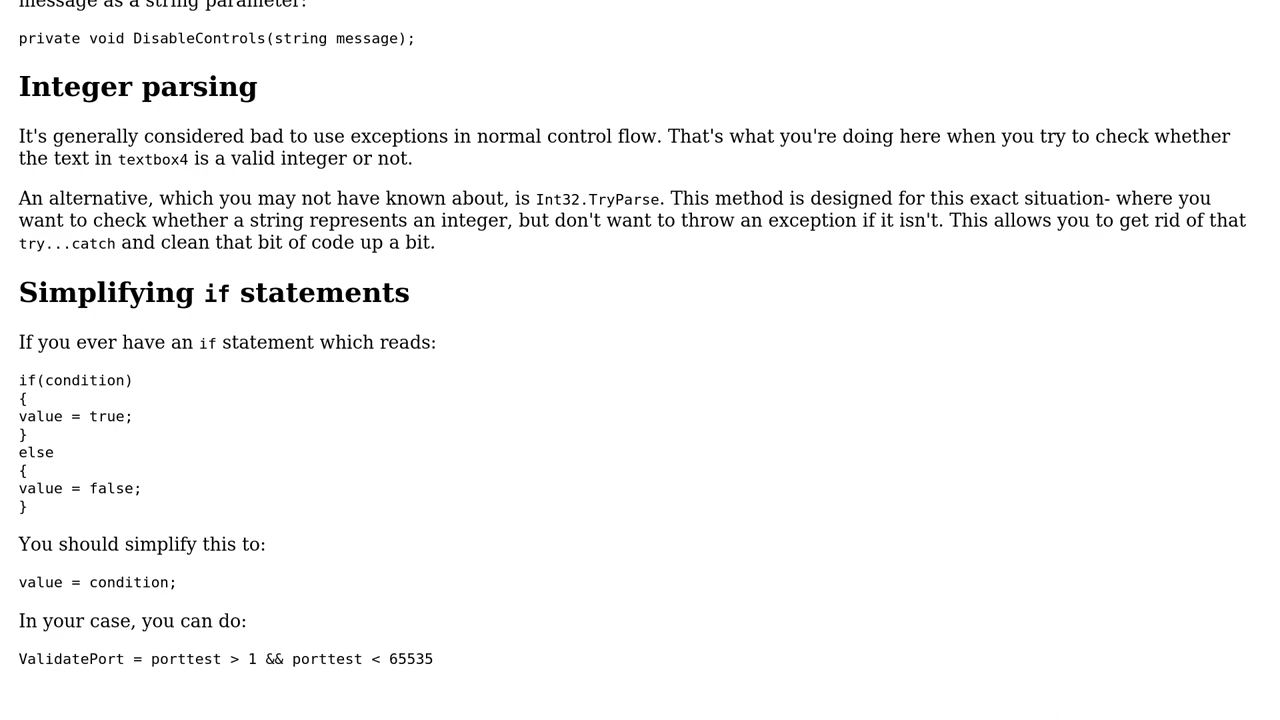 message as a string parameter:
private void DisableControls(string message);
Integer parsing
It's generally considered bad to use exceptions in normal control flow. That's what you're doing here when you try to check whether
the text in textbox4 is a valid integer or not.
An alternative, which you may not have known about, is Int32.TryParse. This method is designed for this exact situation- where you
want to check whether a string represents an integer, but don't want to throw an exception if it isn't. This allows you to get rid of that
try...catch and clean that bit of code up a bit.
Simplifying if statements
If you ever have an if statement which reads:
if(condition)
{
value = true;
}
else
{
value = false;
}
You should simplify this to:
value = condition;
In your case, you can do:
ValidatePort = porttest > 1 && porttest < 65535